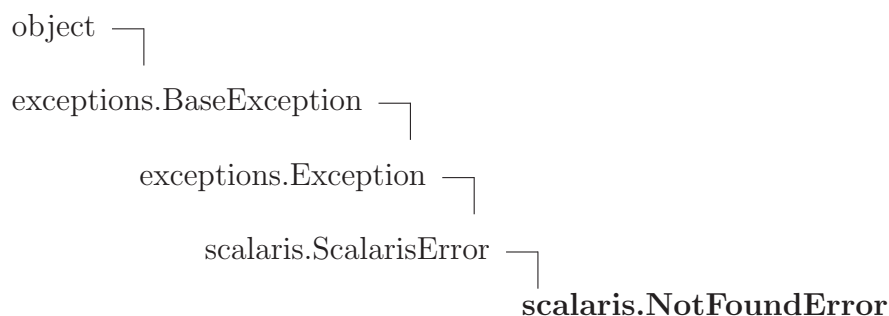 object
exceptions.BaseException
exceptions.Exception
scalaris.ScalarisError
scalaris.NotFoundError